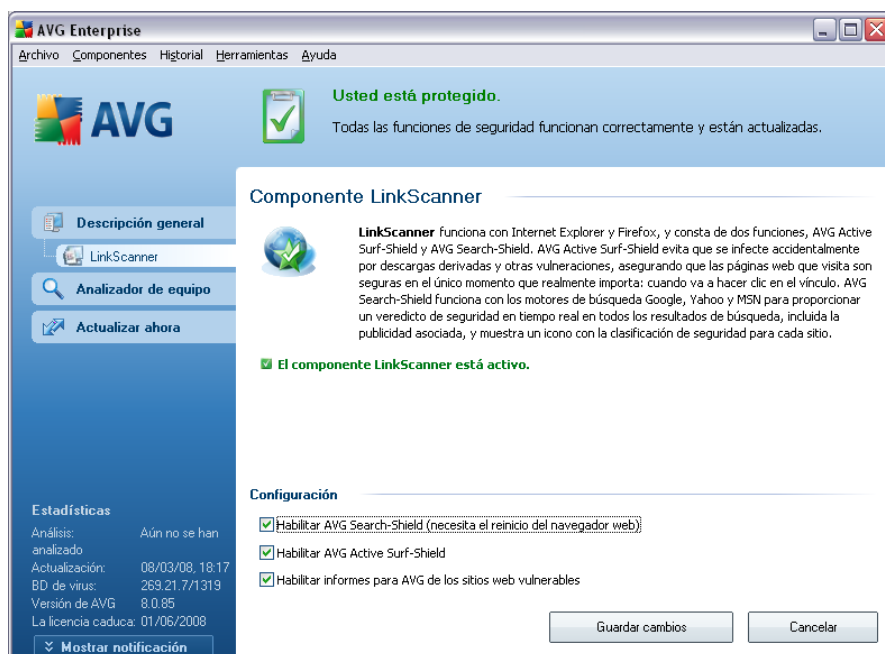 AVG Enterprise
Archivo Componentes Historial Herramientas Ayuda
AVG
Usted está protegido.
Todas las funciones de seguridad funcionan correctamente y están actualizadas.
Descripción general
LinkScanner
Analizador de equipo
Actualizar ahora
Componente LinkScanner
LinkScanner funciona con Internet Explorer y Firefox, y consta de dos funciones, AVG Active
Surf-Shield y AVG Search-Shield. AVG Active Surf-Shield evita que se infecte accidentalmente
por descargas derivadas y otras vulneraciones, asegurando que las páginas web que visita son
seguras en el único momento que realmente importa: cuando va a hacer clic en el vínculo. AVG
Search-Shield funciona con los motores de búsqueda Google, Yahoo y MSN para proporcionar
un veredicto de seguridad en tiempo real en todos los resultados de búsqueda, incluida la
publicidad asociada, y muestra un icono con la clasificación de seguridad para cada sitio.
El componente LinkScanner está activo.
Configuración
Habilitar AVG Search-Shield (necesita el reinicio del navegador web)
Habilitar AVG Active Surf-Shield
Habilitar informes para AVG de los sitios web vulnerables
Guardar cambios
Cancelar
Estadísticas
Análisis: Aún no se han
analizado
Actualización: 08/03/08, 18:17
BD de virus: 269.21.7/1319
Versión de AVG 8.0.85
La licencia caduca: 01/06/2008
Mostrar notificación